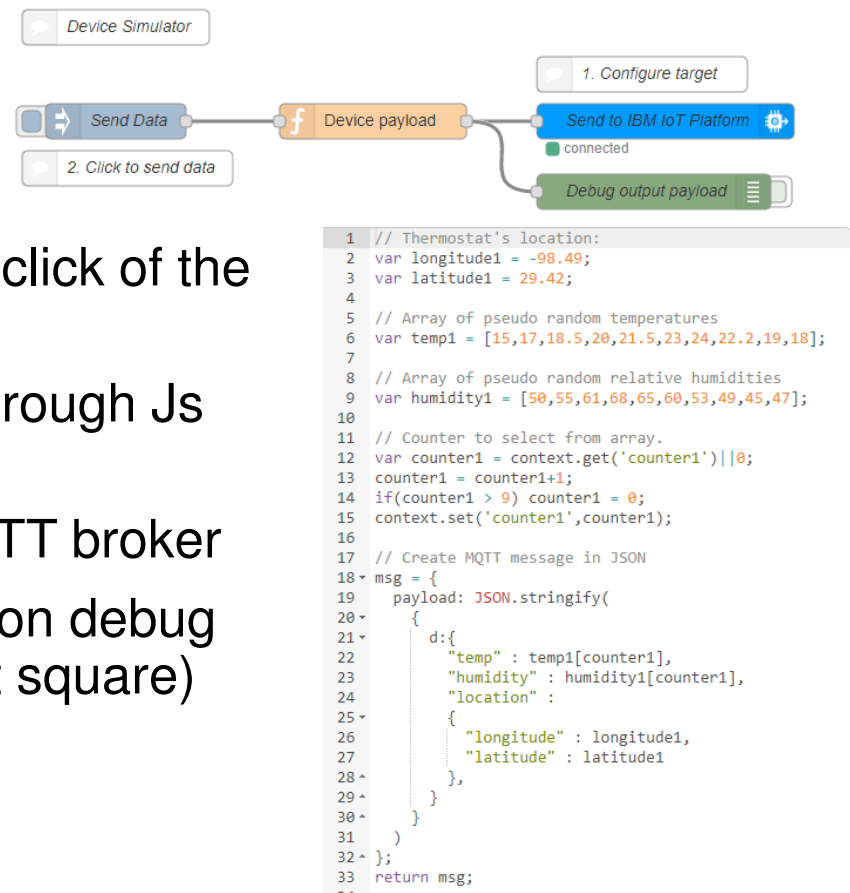 Device Simulator
1. Configure target
Send Data
Device payload
Send to IBM IoT Platform
connected
2. Click to send data
Debug output payload
click of the
rough Js
TT broker
on debug
square)
1 // Thermostat's location:
2 var longitude1 = -98.49;
3 var latitude1 = 29.42;
4
5 // Array of pseudo random temperatures
6 var temp1 = [15,17,18.5,20,21.5,23,24,22.2,19,18];
7
8 // Array of pseudo random relative humidities
9 var humidity1 = [50,55,61,68,65,60,53,49,45,47];
10
11 // Counter to select from array.
12 var counter1 = context.get('counter1')||0;
13 counter1 = counter1+1;
14 if(counter1 > 9) counter1 = 0;
15 context.set('counter1',counter1);
16
17 // Create MQTT message in JSON
18 msg = {
19 payload: JSON.stringify(
20 {
21 d:{
22 "temp" : temp1[counter1],
23 "humidity" : humidity1[counter1],
24 "location" :
25 {
26 "longitude" : longitude1,
27 "latitude" : latitude1
28 },
29 }
30 }
31 )
32 };
33 return msg;